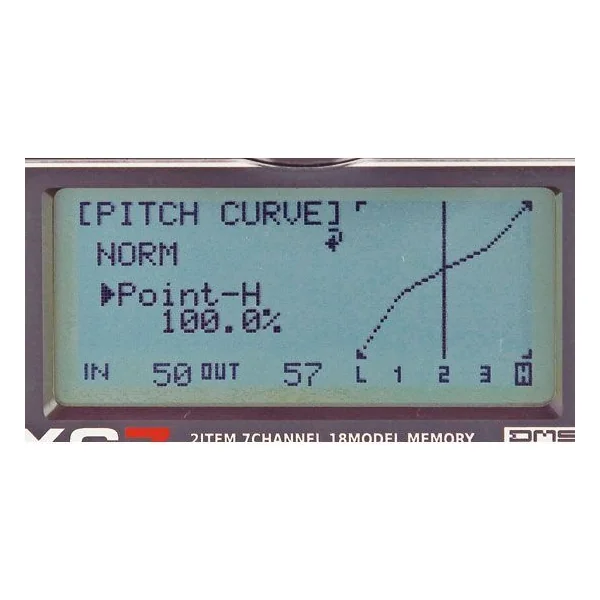 [PITCH CURVE]
NORM
Point-H
100.0%
IN 50 OUT 57
L 1 2 3 H
2ITEM 7CHANNEL 18MODEL MEMORY